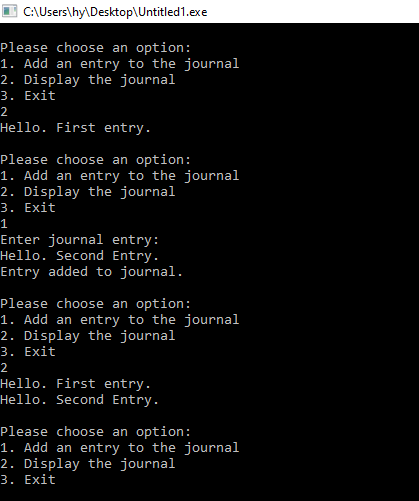 C:\Users\hy\Desktop\Untitled1.exe
Please choose an option:
1. Add an entry to the journal
2. Display the journal
3. Exit
2
Hello. First entry.
Please choose an option:
1. Add an entry to the journal
2. Display the journal
3. Exit
1
Enter journal entry:
Hello. Second Entry.
Entry added to journal.
Please choose an option:
1. Add an entry to the journal
2. Display the journal
3. Exit
2
Hello. First entry.
Hello. Second Entry.
Please choose an option:
1. Add an entry to the journal
2. Display the journal
3. Exit